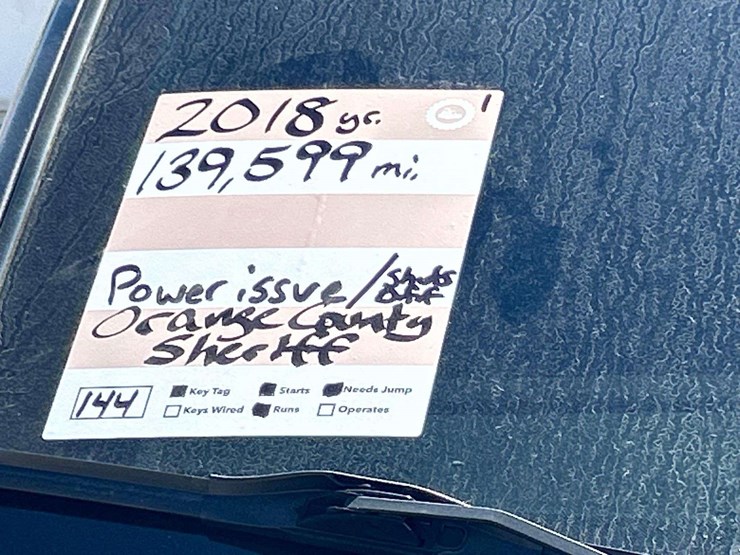 2018 yr.
1
139,599 mi.
Power issue / Shuts
off
Orange County
Sheriff
144
Key Tag Starts Needs Jump
Keys Wired Runs Operates